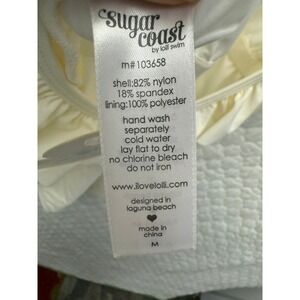 sugar
coast
by lolli swim
m#103658
shell:82% nylon
18% spandex
lining:100% polyester
hand wash
separately
cold water
lay flat to dry
no chlorine bleach
do not iron
www.ilovelolli.com
designed in
laguna beach
made in
china
M